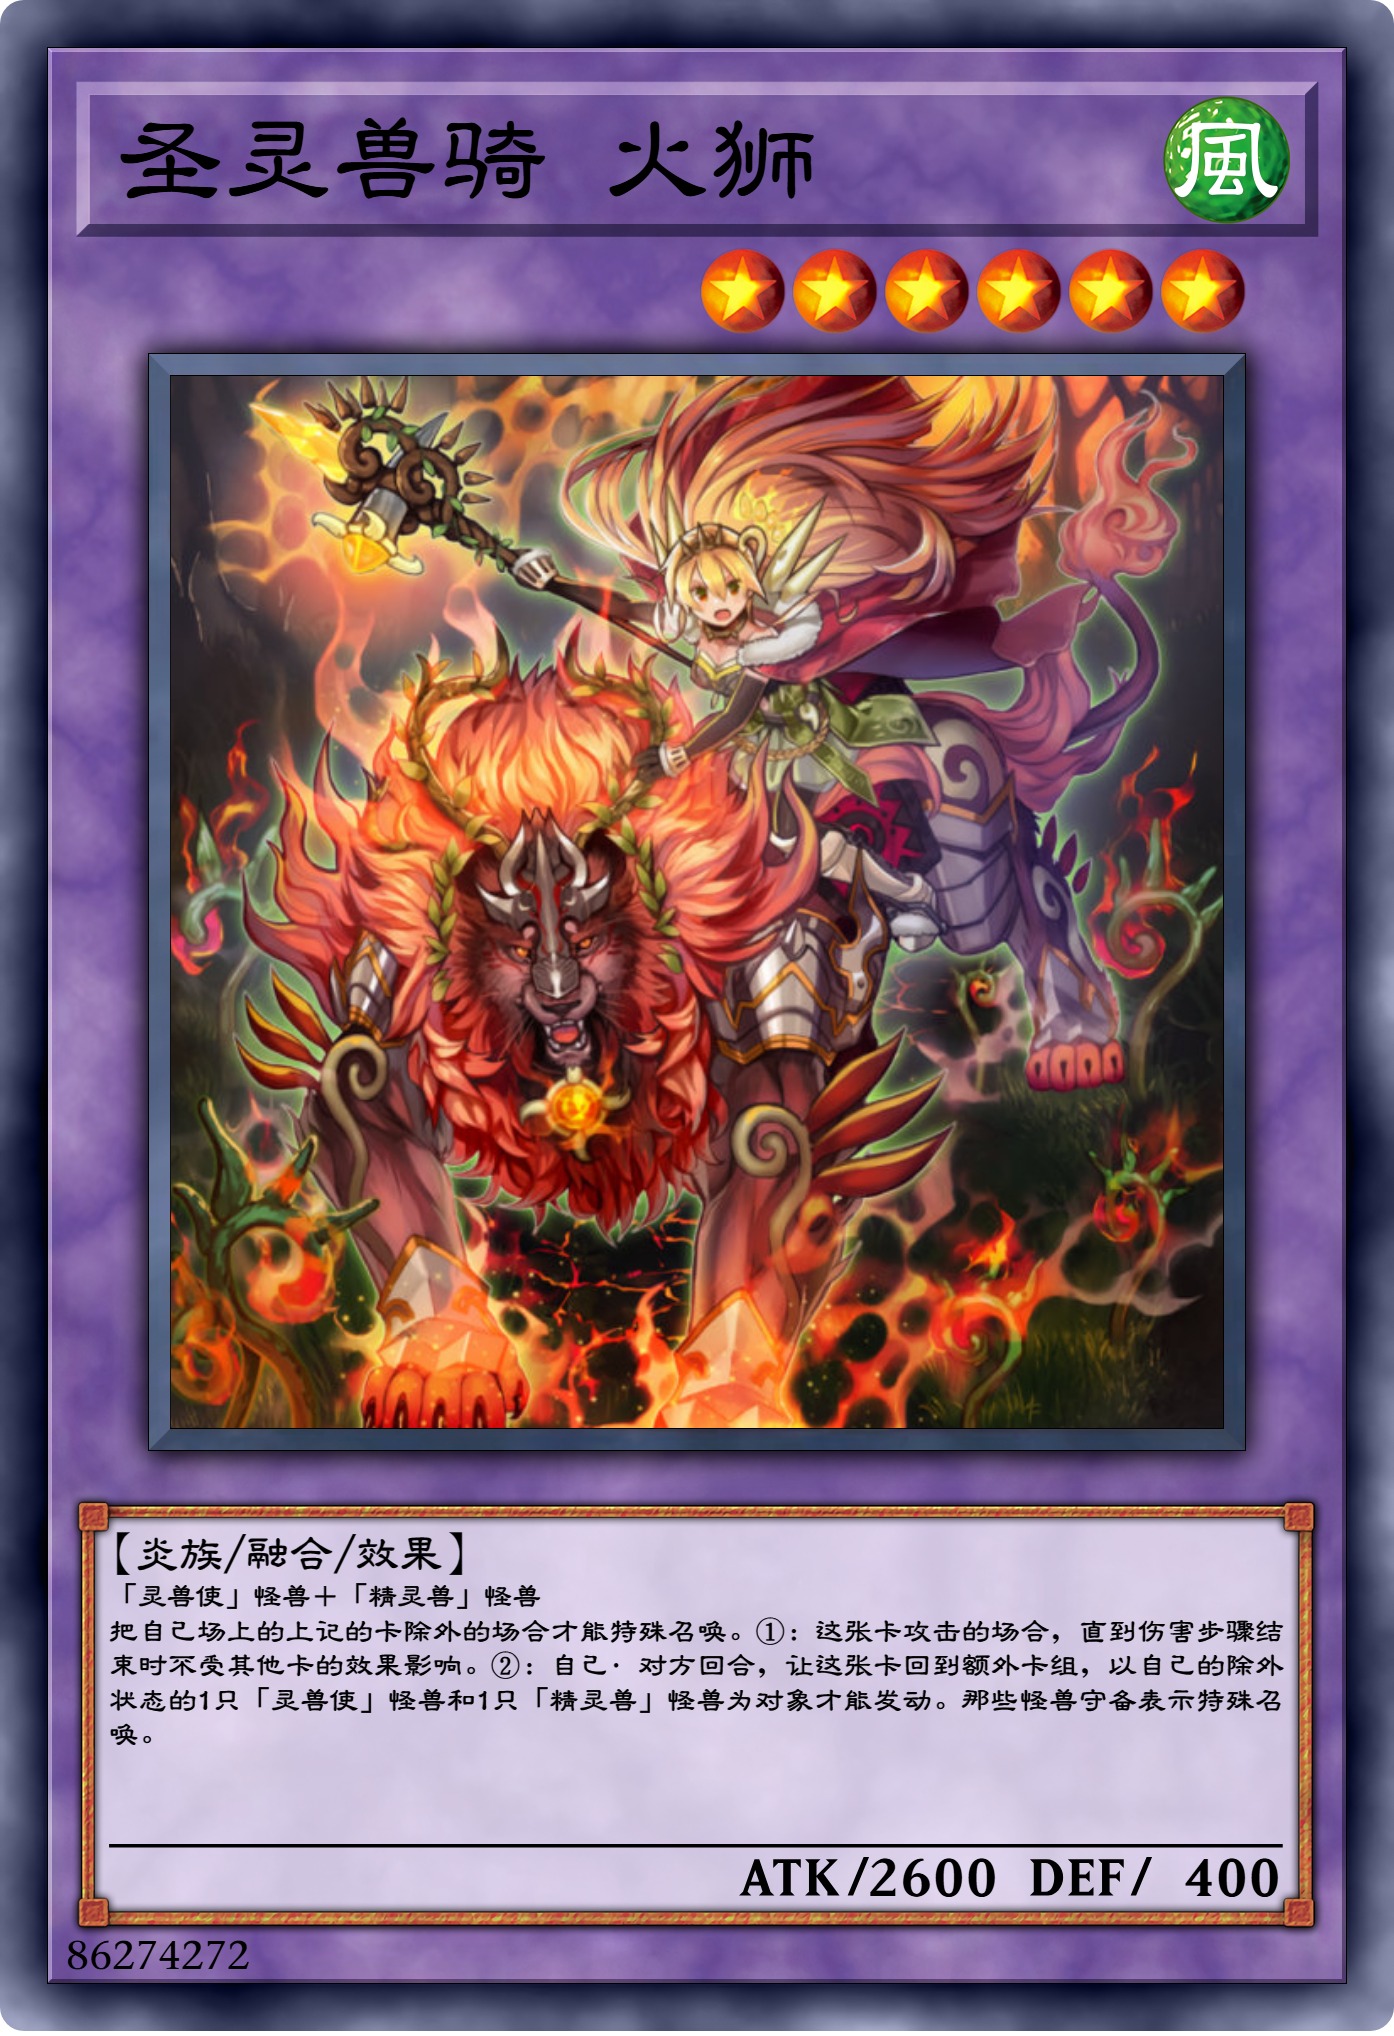 圣灵兽骑 火狮
風
【炎族/融合/效果】
「灵兽使」怪兽＋「精灵兽」怪兽
把自己场上的上记的卡除外的场合才能特殊召唤。①：这张卡攻击的场合，直到伤害步骤结
束时不受其他卡的效果影响。②：自己·对方回合，让这张卡回到额外卡组，以自己的除外
状态的1只「灵兽使」怪兽和1只「精灵兽」怪兽为对象才能发动。那些怪兽守备表示特殊召
唤。
ATK/2600 DEF/ 400
86274272